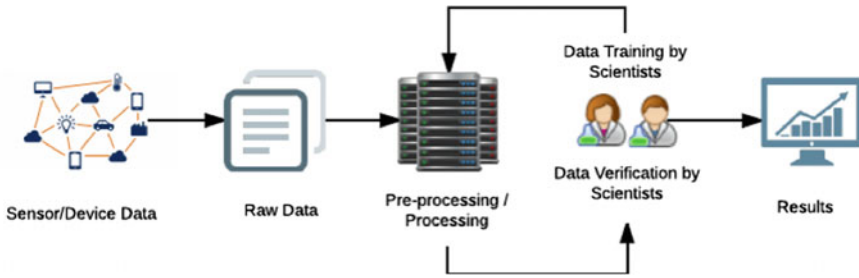 Sensor/Device Data
Raw Data
Pre-processing /
Processing
Data Training by
Scientists
Data Verification by
Scientists
Results